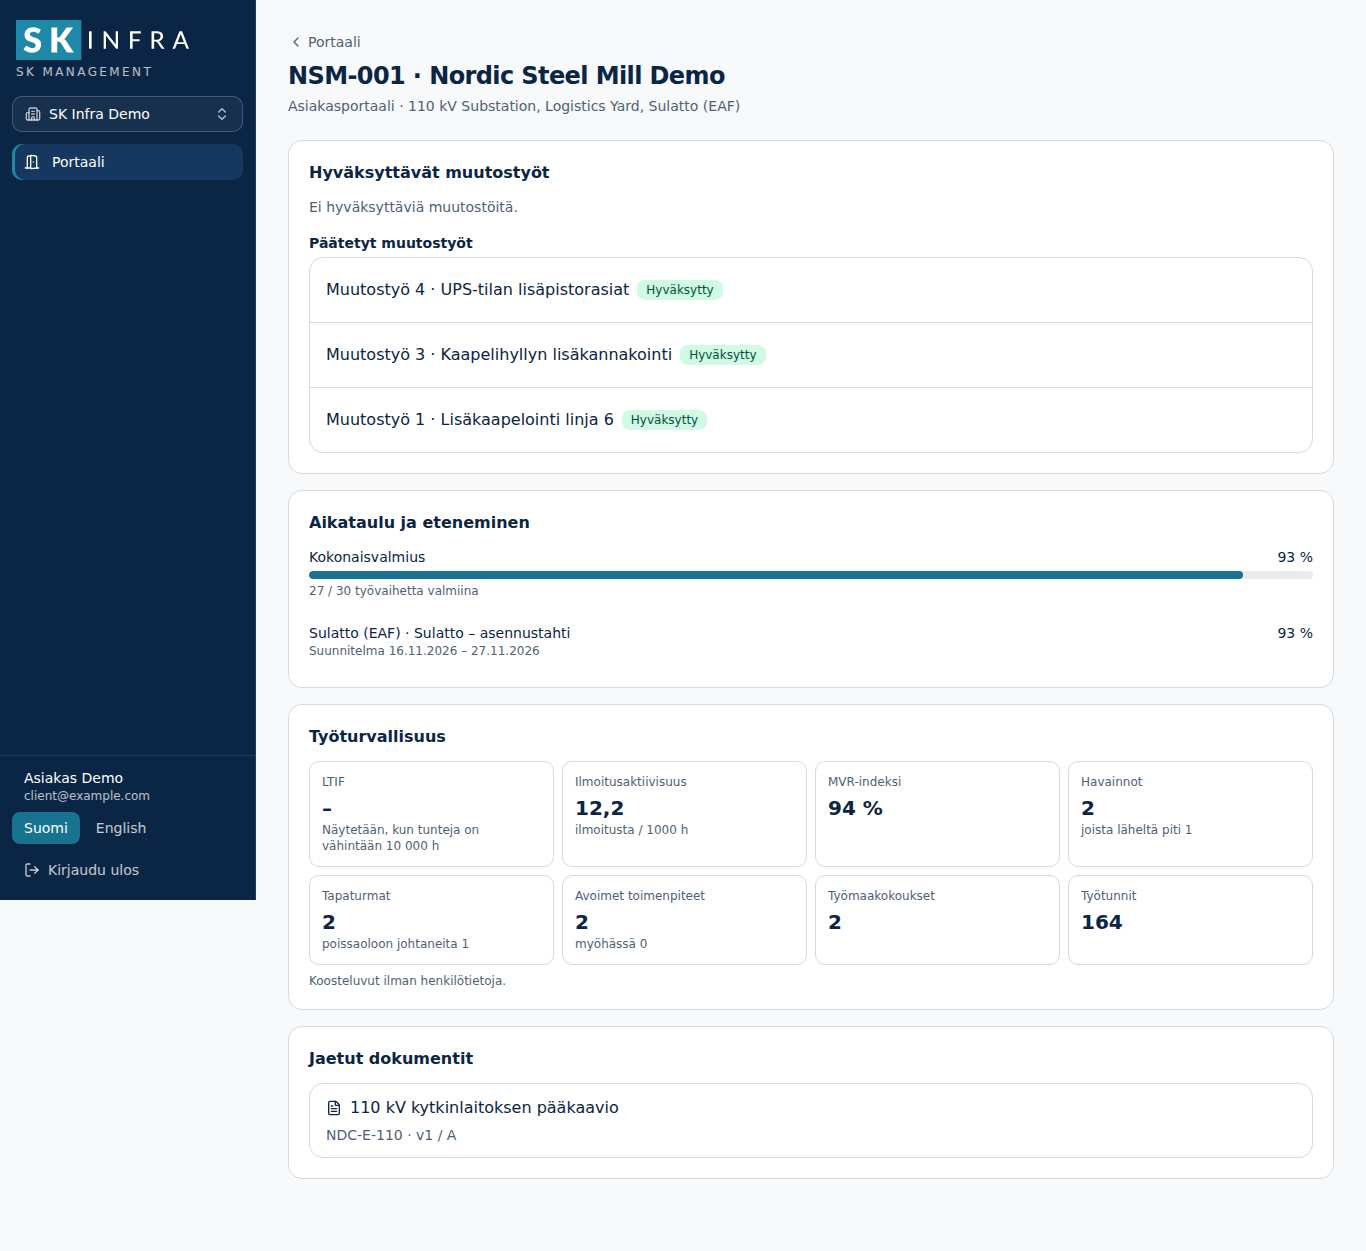 SK INFRA
SK MANAGEMENT
SK Infra Demo
Portaali
Asiakas Demo
client@example.com
Suomi English
Kirjaudu ulos
Portaali
NSM-001 · Nordic Steel Mill Demo
Asiakasportaali · 110 kV Substation, Logistics Yard, Sulatto (EAF)
Hyväksyttävät muutostyöt
Ei hyväksyttäviä muutostöitä.
Päätetyt muutostyöt
Muutostyö 4 · UPS-tilan lisäpistorasiat Hyväksytty
Muutostyö 3 · Kaapelihyllyn lisäkannakointi Hyväksytty
Muutostyö 1 · Lisäkaapelointi linja 6 Hyväksytty
Aikataulu ja eteneminen
Kokonaisvalmius 93 %
27 / 30 työvaihetta valmiina
Sulatto (EAF) · Sulatto – asennustahti 93 %
Suunnitelma 16.11.2026 – 27.11.2026
Työturvallisuus
LTIF
–
Näytetään, kun tunteja on
vähintään 10 000 h
Ilmoitusaktiivisuus
12,2
ilmoitusta / 1000 h
MVR-indeksi
94 %
Havainnot
2
joista läheltä piti 1
Tapaturmat
2
poissaoloon johtaneita 1
Avoimet toimenpiteet
2
myöhässä 0
Työmaakokoukset
2
Työtunnit
164
Koosteluvut ilman henkilötietoja.
Jaetut dokumentit
110 kV kytkinlaitoksen pääkaavio
NDC-E-110 · v1 / A